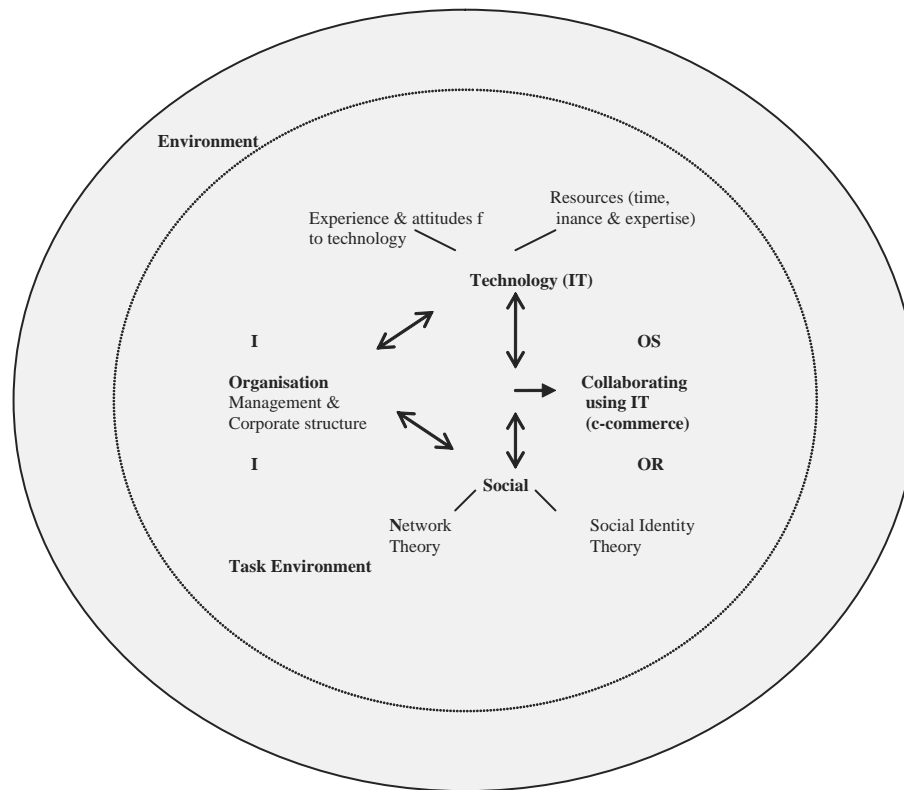 Environment
Resources (time,
inance & expertise)
Experience & attitudes f
to technology
Technology (IT)
I
OS
Organisation
Management &
Corporate structure
Collaborating
using IT
(c-commerce)
I
OR
Social
Network
Theory
Social Identity
Theory
Task Environment